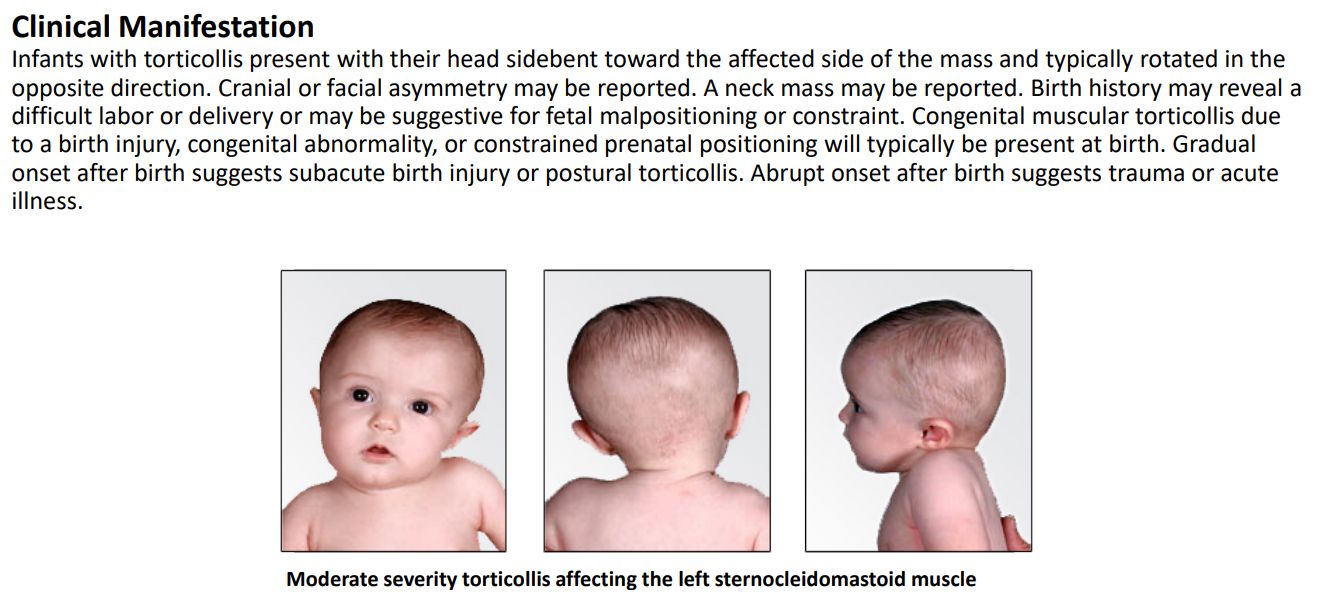 Clinical Manifestation
Infants with torticollis present with their head sidebent toward the affected side of the mass and typically rotated in the
opposite direction. Cranial or facial asymmetry may be reported. A neck mass may be reported. Birth history may reveal a
difficult labor or delivery or may be suggestive for fetal malpositioning or constraint. Congenital muscular torticollis due
to a birth injury, congenital abnormality, or constrained prenatal positioning will typically be present at birth. Gradual
onset after birth suggests subacute birth injury or postural torticollis. Abrupt onset after birth suggests trauma or acute
illness.
Moderate severity torticollis affecting the left sternocleidomastoid muscle